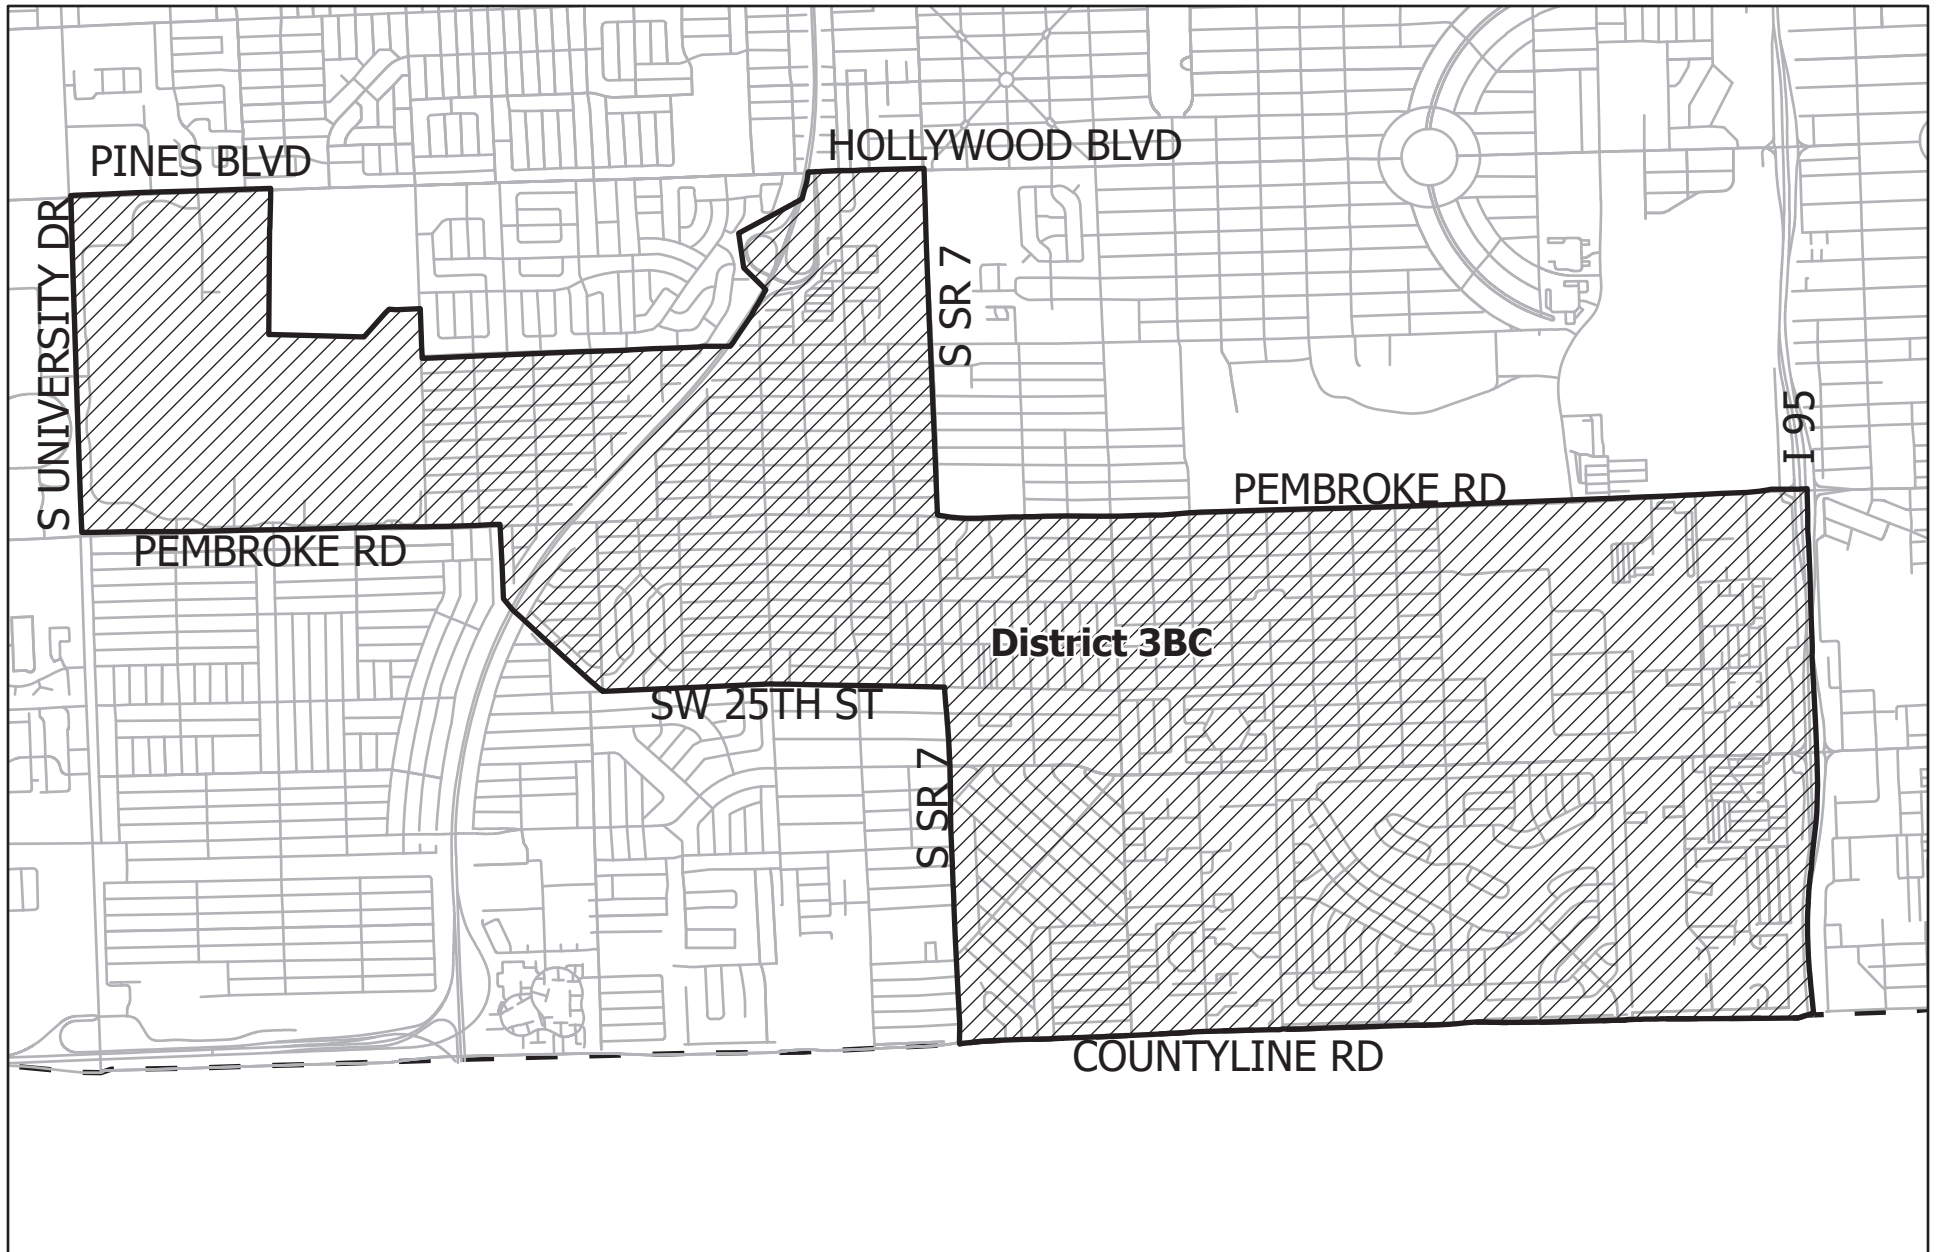 HOLLYWOOD BLVD
PINES BLVD
S UNIVERSITY DR
S SR 7
I 95
PEMBROKE RD
PEMBROKE RD
District 3BC
SW 25TH ST
S SR 7
COUNTYLINE RD